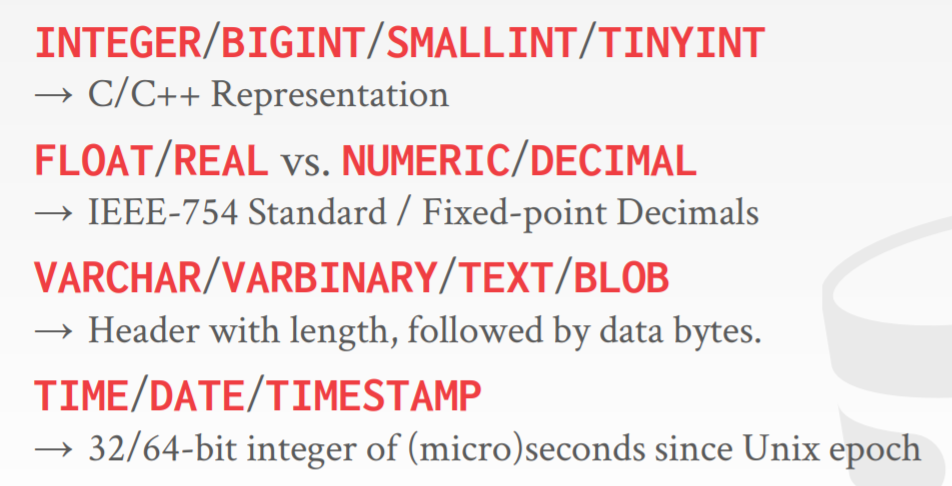 INTEGER/BIGINT/SMALLINT/TINYINT
→ C/C++ Representation
FLOAT/REAL vs. NUMERIC/DECIMAL
→ IEEE-754 Standard / Fixed-point Decimals
VARCHAR/VARBINARY/TEXT/BLOB
→ Header with length, followed by data bytes.
TIME/DATE/TIMESTAMP
→ 32/64-bit integer of (micro)seconds since Unix epoch